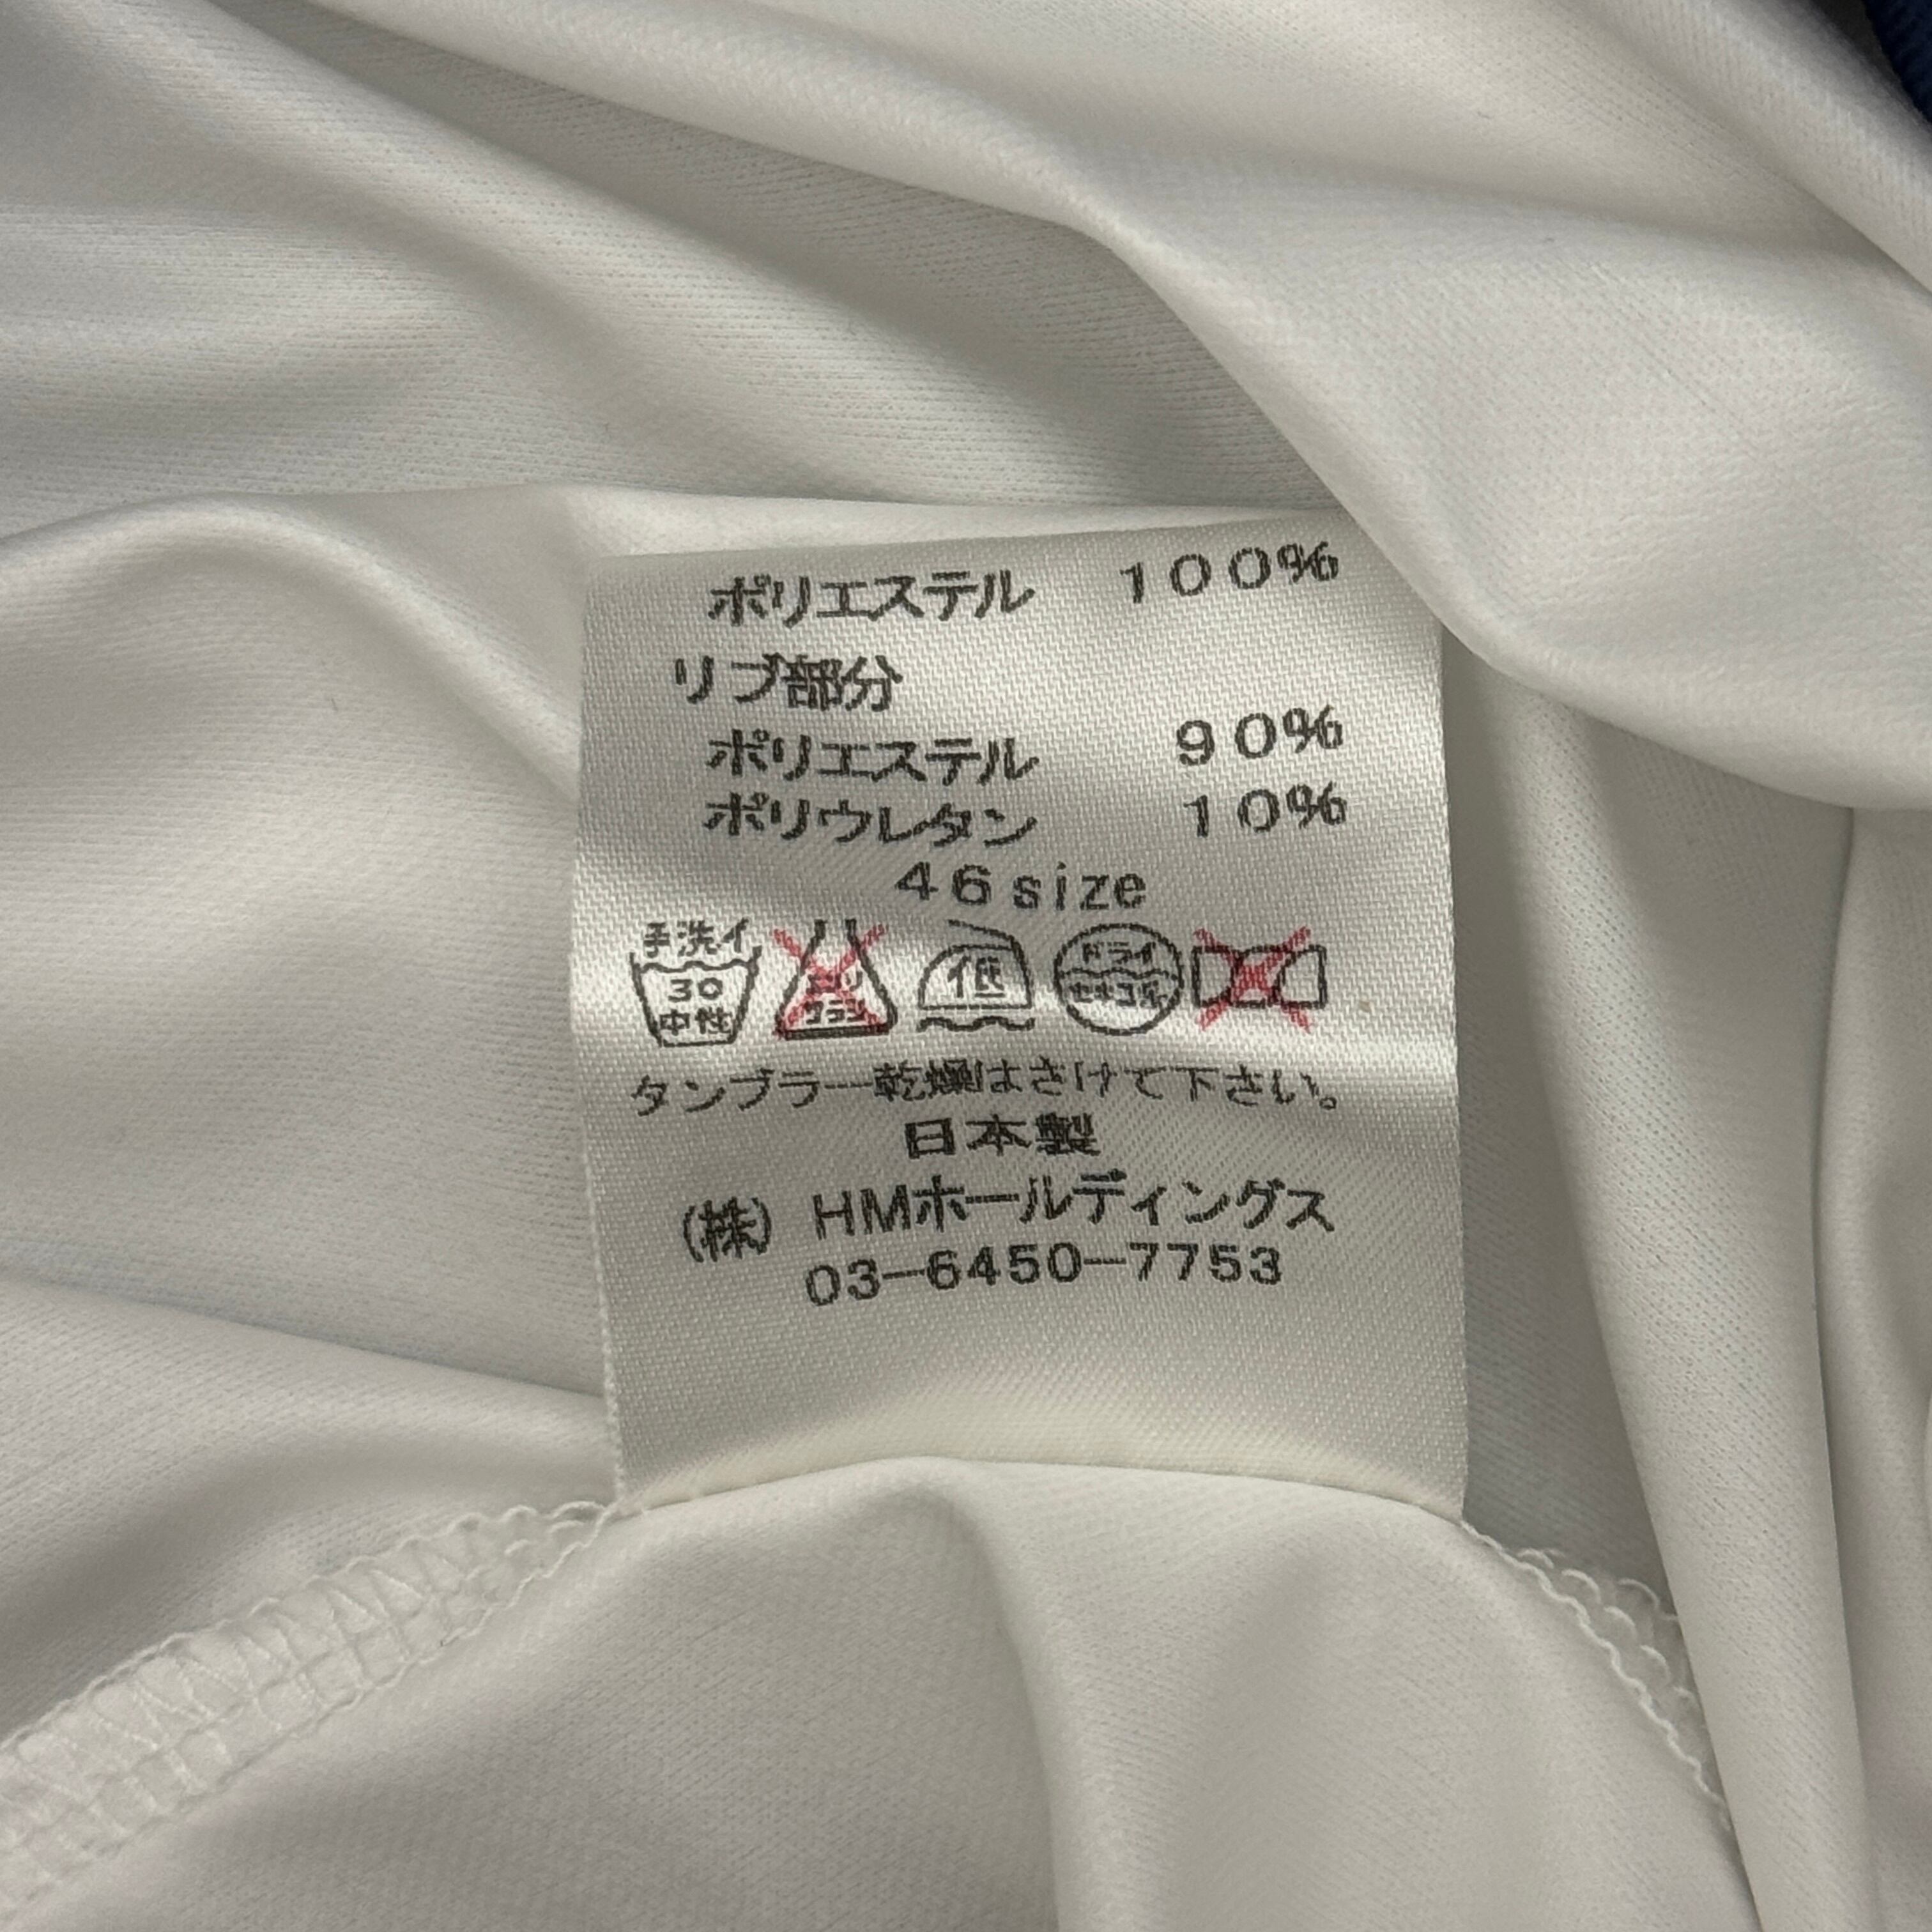 ポリエステル 100%
リブ部分
ポリエステル 90%
ポリウレタン 10%
46size
手洗イ
30
中性
エンソ
サラシ
低
ドライ
セキユ系
タンブラー乾燥はさけて下さい。
日本製
(株) HMホールディングス
03-6450-7753